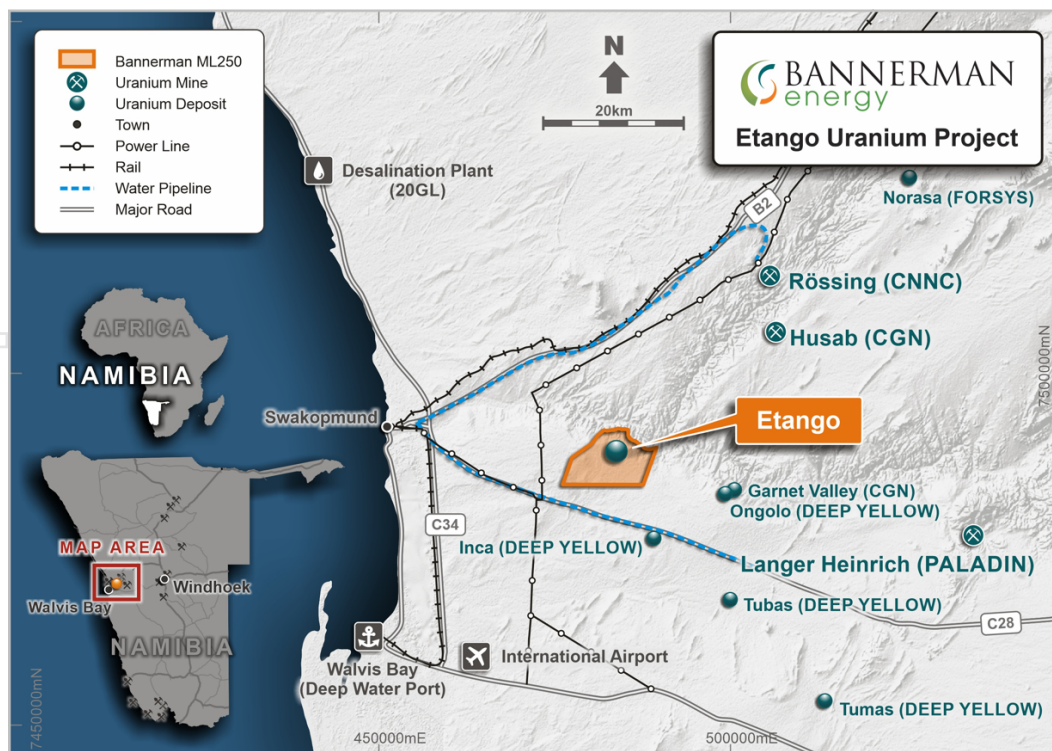 Bannerman ML250
Uranium Mine
Uranium Deposit
Town
Power Line
Rail
Water Pipeline
Major Road
N
20km
BANNERMAN
energy
Etango Uranium Project
Desalination Plant
(20GL)
B2
Norasa (FORSYS)
Rössing (CNNC)
Husab (CGN)
7500000mN
AFRICA
NAMIBIA
Swakopmund
Etango
Garnet Valley (CGN)
Ongolo (DEEP YELLOW)
C34
Inca (DEEP YELLOW)
Langer Heinrich (PALADIN)
MAP AREA
Windhoek
Walvis Bay
NAMIBIA
Tubas (DEEP YELLOW)
C28
Walvis Bay
(Deep Water Port)
International Airport
Tumas (DEEP YELLOW)
7450000mN
450000mE
500000mE